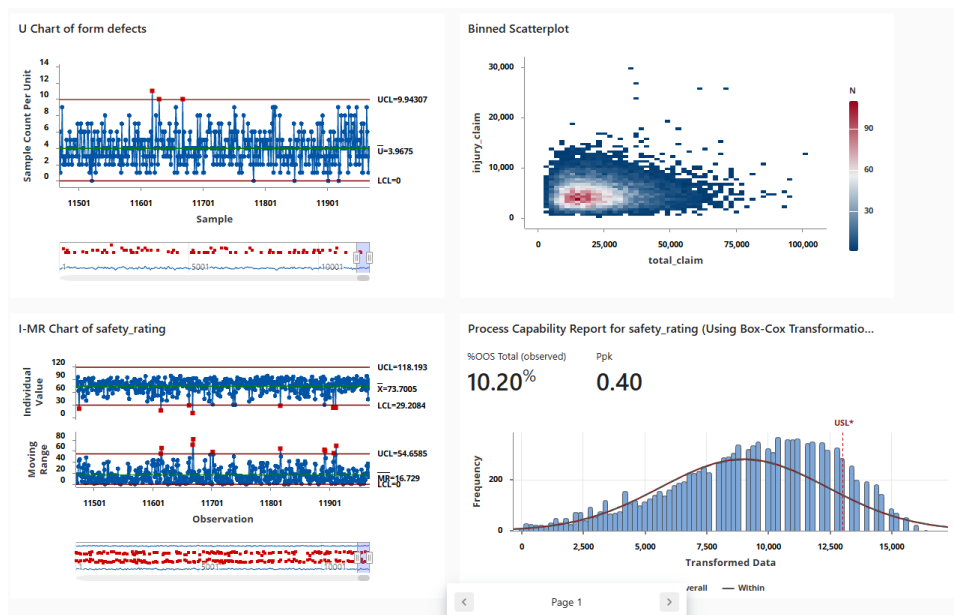 U Chart of form defects
Sample Count Per Unit
14
12
10
8
6
4
2
0
UCL=9.94307
U=3.9675
LCL=0
11501 11601 11701 11801 11901
Sample
1 5001 10001
Binned Scatterplot
injury_claim
30,000
20,000
10,000
0
0 25,000 50,000 75,000 100,000
total_claim
N
90
60
30
I-MR Chart of safety_rating
Individual Value
120
90
60
30
0
UCL=118.193
X=73.7005
LCL=29.2084
Moving Range
80
60
40
20
0
UCL=54.6585
MR=16.729
LCL=0
11501 11601 11701 11801 11901
Observation
5001 10001
Process Capability Report for safety_rating (Using Box-Cox Transformatio...
%OOS Total (observed) Ppk
10.20% 0.40
USL*
Frequency
200
0
0 2,500 5,000 7,500 10,000 12,500 15,000
Transformed Data
verall Within
Page 1